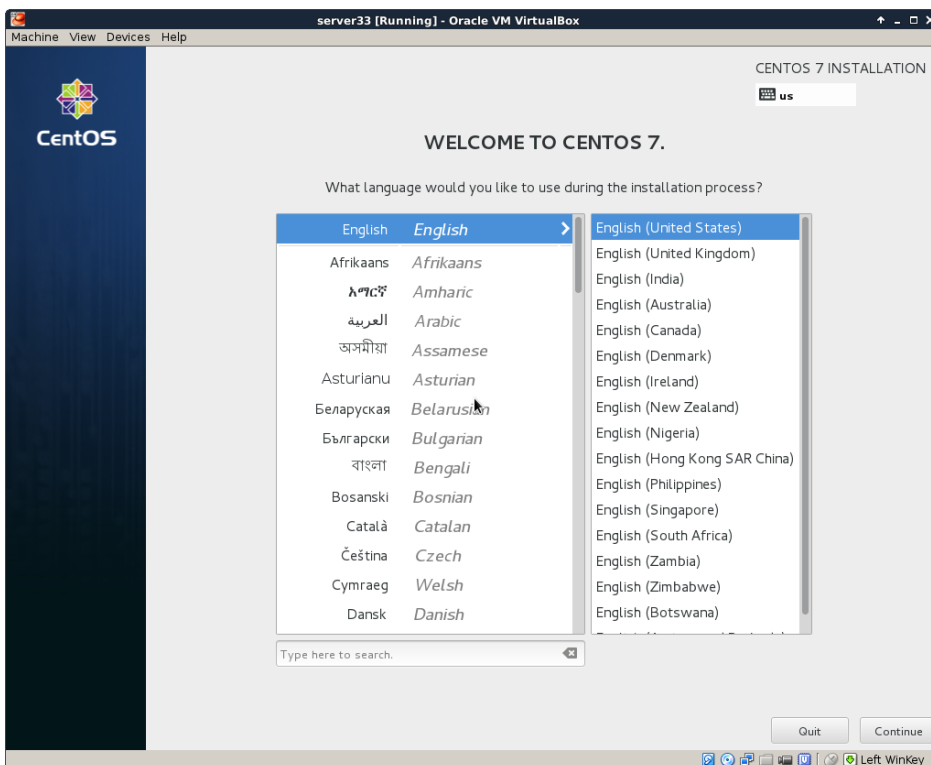 server33 [Running] - Oracle VM VirtualBox
Machine View Devices Help
CentOS
CENTOS 7 INSTALLATION
us
WELCOME TO CENTOS 7.
What language would you like to use during the installation process?
English English
Afrikaans Afrikaans
አማርኛ Amharic
العربية Arabic
অসমীয়া Assamese
Asturianu Asturian
Беларуская Belarusian
Български Bulgarian
বাংলা Bengali
Bosanski Bosnian
Català Catalan
Čeština Czech
Cymraeg Welsh
Dansk Danish
English (United States)
English (United Kingdom)
English (India)
English (Australia)
English (Canada)
English (Denmark)
English (Ireland)
English (New Zealand)
English (Nigeria)
English (Hong Kong SAR China)
English (Philippines)
English (Singapore)
English (South Africa)
English (Zambia)
English (Zimbabwe)
English (Botswana)
Type here to search.
Quit Continue
Left WinKey